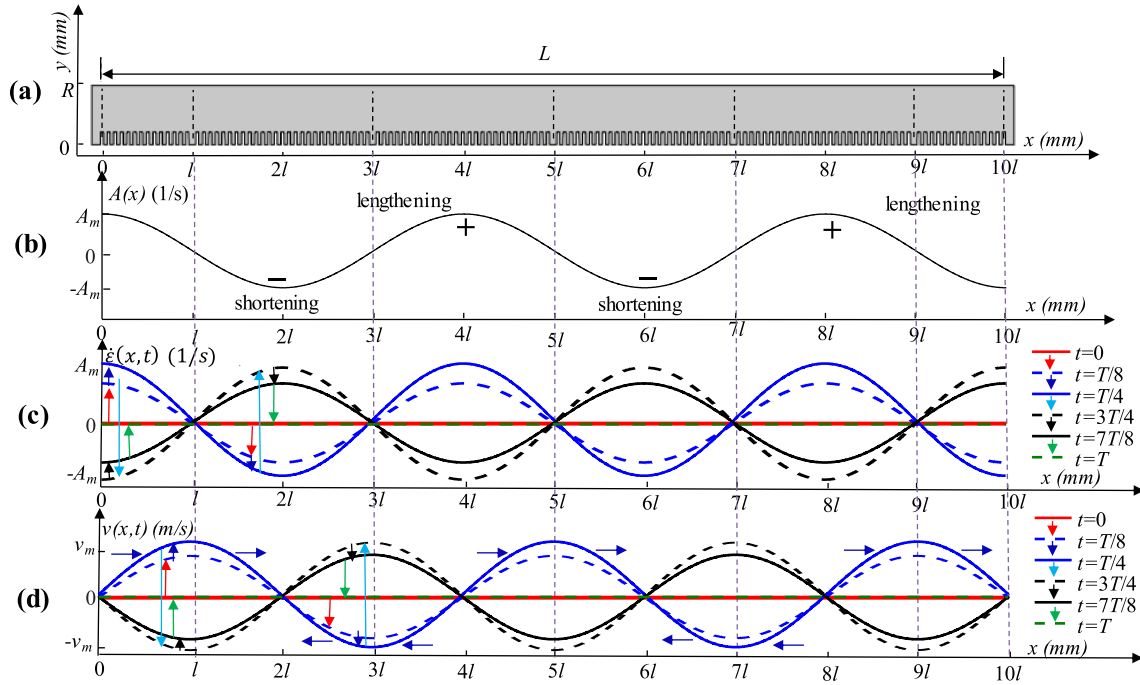 (a)
y (mm)
R
0
L
x (mm)
0 l 2l 3l 4l 5l 6l 7l 8l 9l 10l
(b)
A(x) (1/s)
A_m
0
-A_m
lengthening
lengthening
lengthening
+
+
−
−
shortening
shortening
x (mm)
l 2l 3l 4l 5l 6l 7l 8l 9l 10l
(c)
ε̇(x,t) (1/s)
A_m
0
-A_m
t=0
t=T/8
t=T/4
t=3T/4
t=7T/8
t=T
x (mm)
l 2l 3l 4l 5l 6l 7l 8l 9l 10l
(d)
v(x,t) (m/s)
v_m
0
-v_m
t=0
t=T/8
t=T/4
t=3T/4
t=7T/8
t=T
x (mm)
0 l 2l 3l 4l 5l 6l 7l 8l 9l 10l